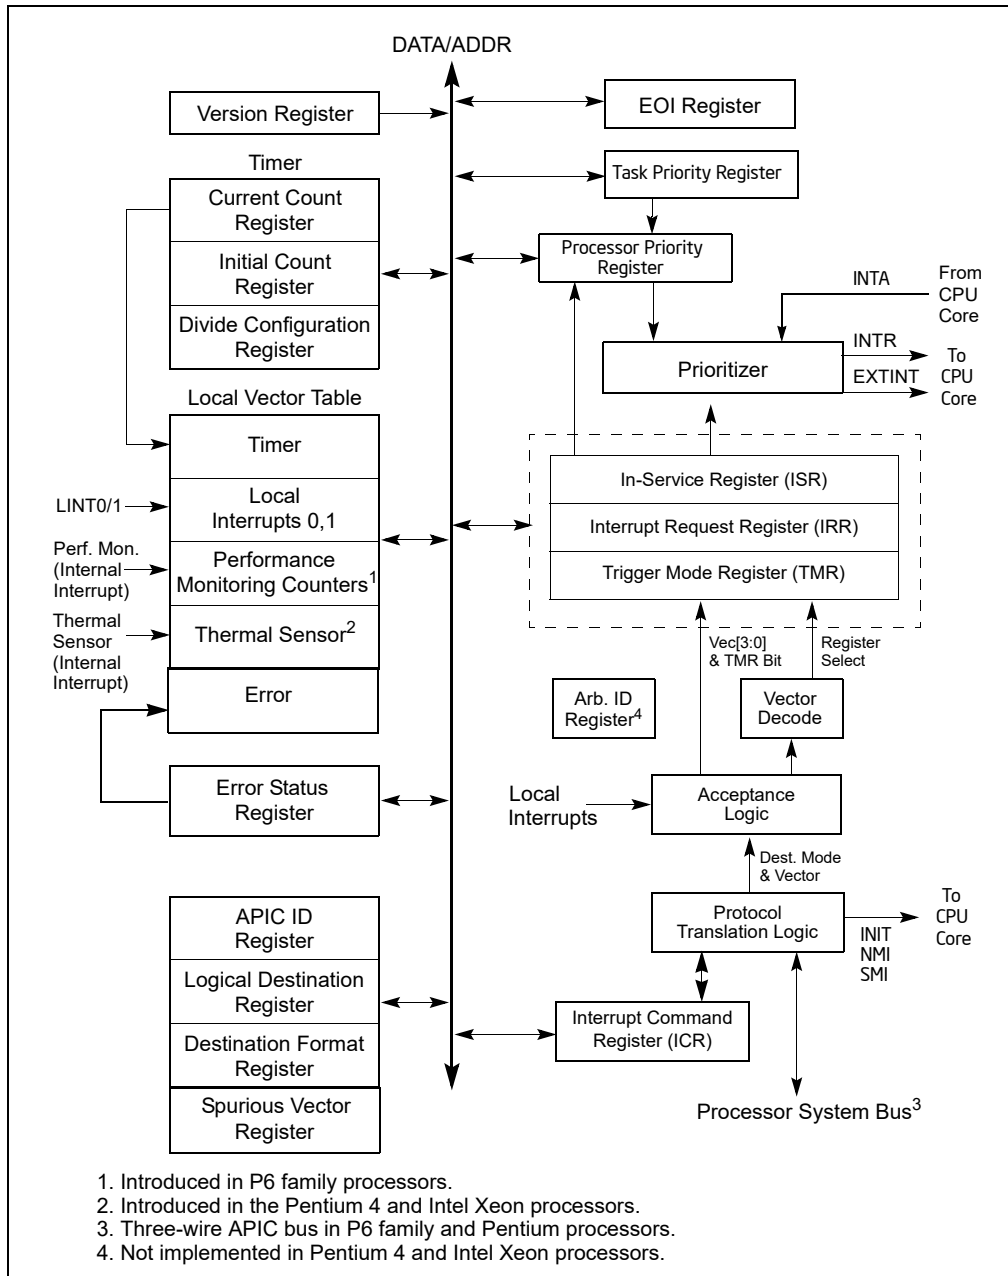 DATA/ADDR
Version Register
EOI Register
Timer
Current Count
Register
Initial Count
Register
Divide Configuration
Register
Task Priority Register
Processor Priority
Register
INTA
From
CPU
Core
Prioritizer
INTR
EXTINT
To
CPU
Core
Local Vector Table
Timer
LINT0/1
Local
Interrupts 0,1
Perf. Mon.
(Internal
Interrupt)
Performance
Monitoring Counters1
Thermal
Sensor
(Internal
Interrupt)
Thermal Sensor2
Error
Error Status
Register
In-Service Register (ISR)
Interrupt Request Register (IRR)
Trigger Mode Register (TMR)
Vec[3:0]
& TMR Bit
Register
Select
Arb. ID
Register4
Vector
Decode
Local
Interrupts
Acceptance
Logic
Dest. Mode
& Vector
Protocol
Translation Logic
INIT
NMI
SMI
To
CPU
Core
APIC ID
Register
Logical Destination
Register
Destination Format
Register
Spurious Vector
Register
Interrupt Command
Register (ICR)
Processor System Bus3
1. Introduced in P6 family processors.
2. Introduced in the Pentium 4 and Intel Xeon processors.
3. Three-wire APIC bus in P6 family and Pentium processors.
4. Not implemented in Pentium 4 and Intel Xeon processors.